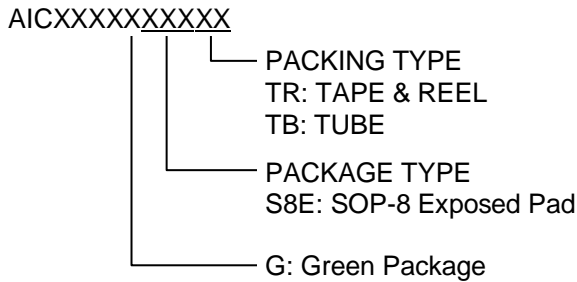 AICXXXXXXXXXX
PACKING TYPE
TR: TAPE & REEL
TB: TUBE
PACKAGE TYPE
S8E: SOP-8 Exposed Pad
G: Green Package